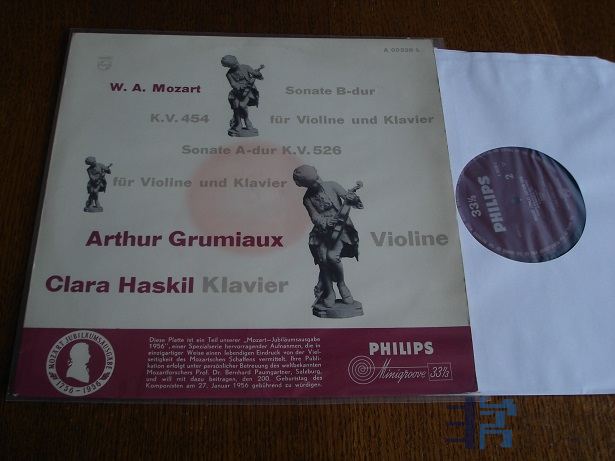 W. A. Mozart
Sonate B-dur
K.V. 454
für Violine und Klavier
Sonate A-dur K.V. 526
für Violine und Klavier
Arthur Grumiaux Violine
Clara Haskil Klavier
MOZART JUBILÄUMSAUSGABE
1756 - 1956
Diese Platte ist ein Teil unserer „Mozart-Jubiläumsausgabe
1956", einer Spezialserie hervorragender Aufnahmen, die in
einzigartiger Weise einen lebendigen Eindruck von der Viel-
seitigkeit des Mozartschen Schaffens vermittelt. Ihre Publi-
kation erfolgt unter persönlicher Betreuung des weltbekannten
Mozartforschers Prof. Dr. Bernhard Paumgartner, Salzburg,
und will mit dazu beitragen, den 200. Geburtstag des
Komponisten am 27. Januar 1956 gebührend zu würdigen.
PHILIPS
Minigroove 33⅓
33⅓
PHILIPS
2